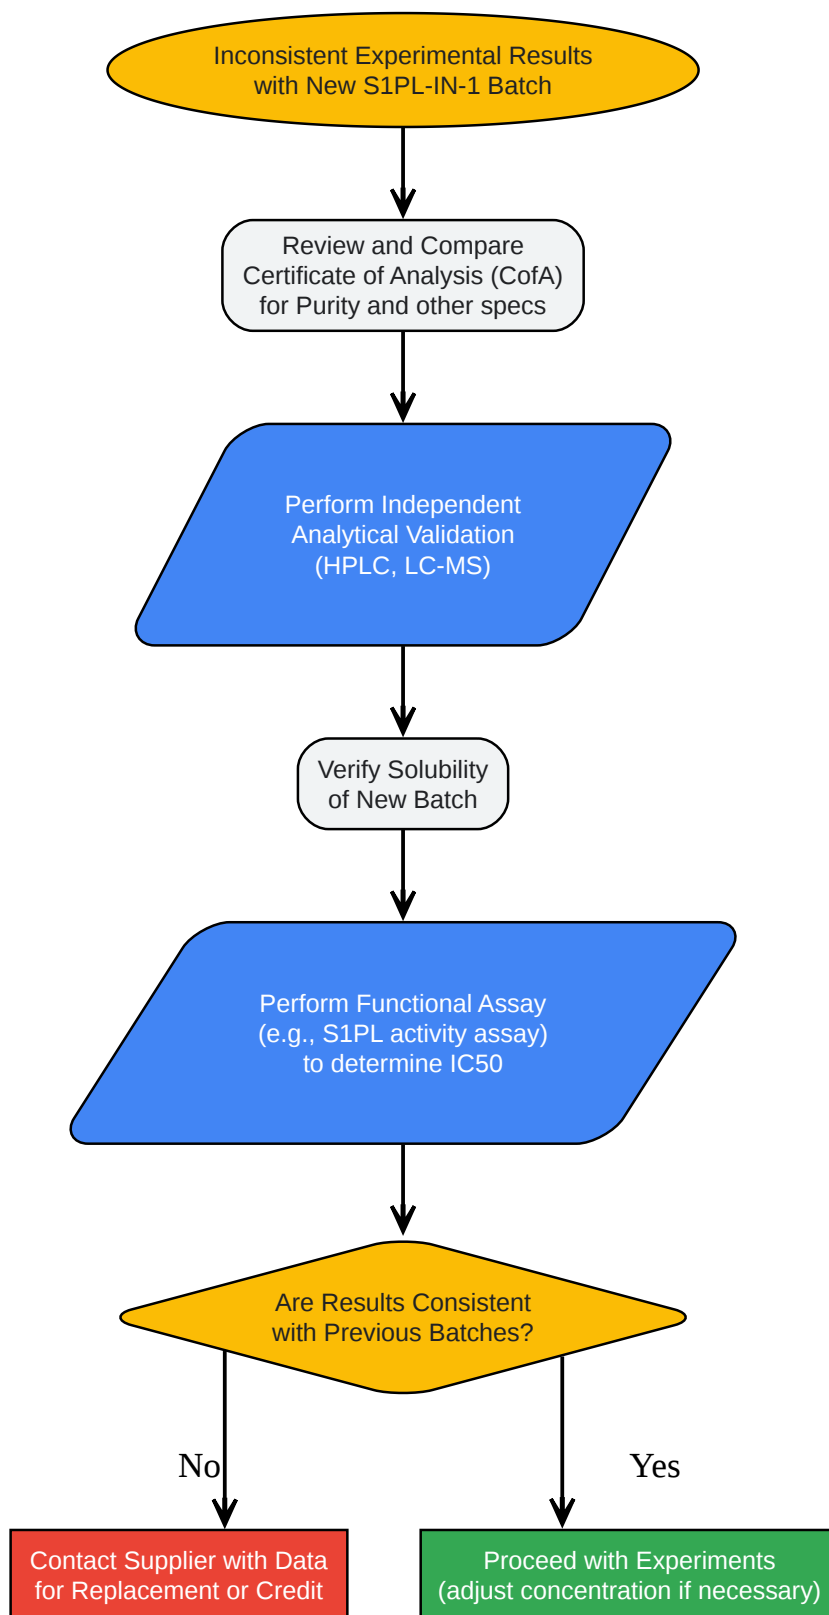 Inconsistent Experimental Results
with New S1PL-IN-1 Batch
Review and Compare
Certificate of Analysis (CofA)
for Purity and other specs
Perform Independent
Analytical Validation
(HPLC, LC-MS)
Verify Solubility
of New Batch
Perform Functional Assay
(e.g., S1PL activity assay)
to determine IC50
Are Results Consistent
with Previous Batches?
No
Yes
Contact Supplier with Data
for Replacement or Credit
Proceed with Experiments
(adjust concentration if necessary)